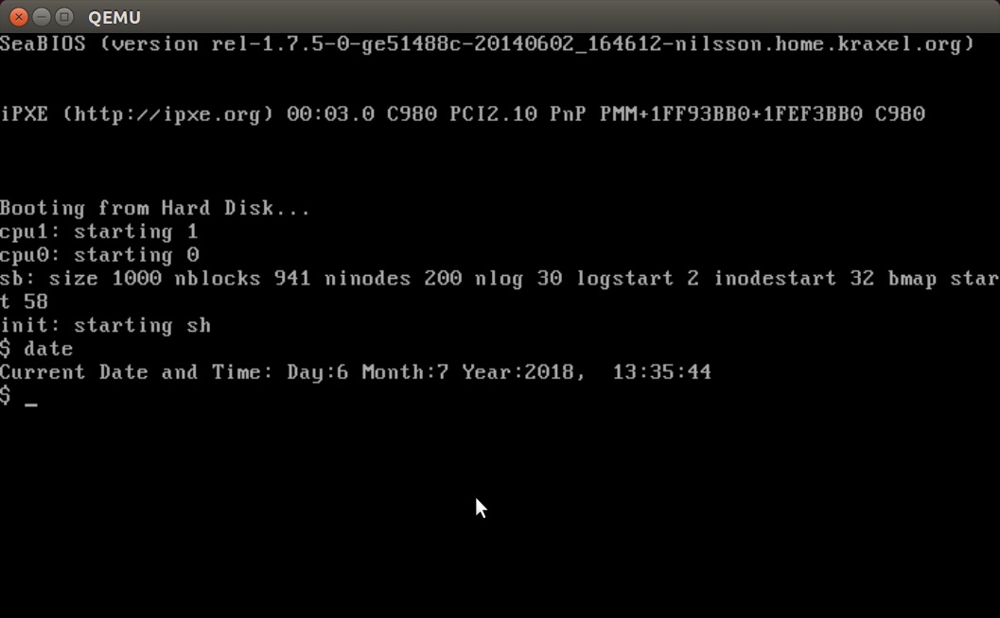 QEMU
SeaBIOS (version rel-1.7.5-0-ge51488c-20140602_164612-nilsson.home.kraxel.org)
iPXE (http://ipxe.org) 00:03.0 C980 PCI2.10 PnP PMM+1FF93BB0+1FEF3BB0 C980
Booting from Hard Disk...
cpu1: starting 1
cpu0: starting 0
sb: size 1000 nblocks 941 ninodes 200 nlog 30 logstart 2 inodestart 32 bmap star
t 58
init: starting sh
$ date
Current Date and Time: Day:6 Month:7 Year:2018,  13:35:44
$ _